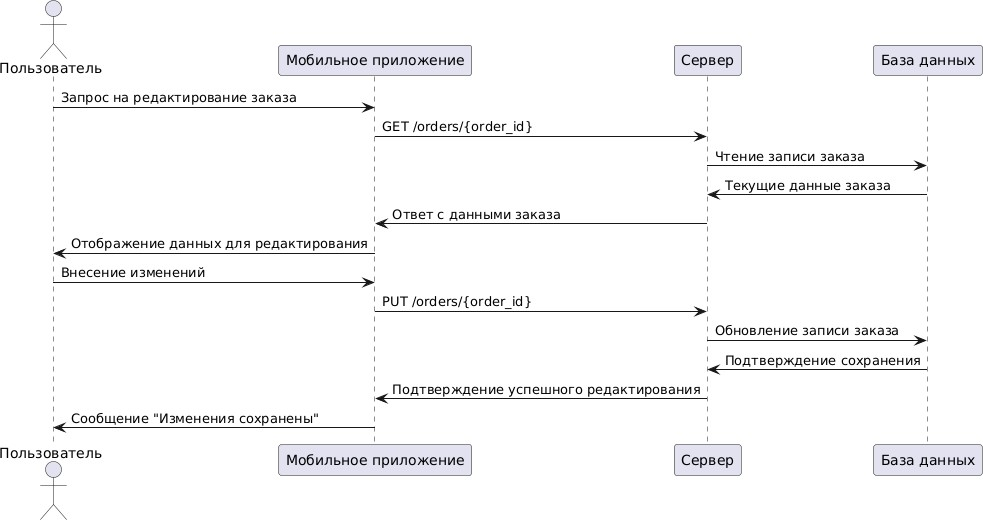 Пользователь
Мобильное приложение
Сервер
База данных
Запрос на редактирование заказа
GET /orders/{order_id}
Чтение записи заказа
Текущие данные заказа
Ответ с данными заказа
Отображение данных для редактирования
Внесение изменений
PUT /orders/{order_id}
Обновление записи заказа
Подтверждение сохранения
Подтверждение успешного редактирования
Сообщение "Изменения сохранены"
Пользователь
Мобильное приложение
Сервер
База данных